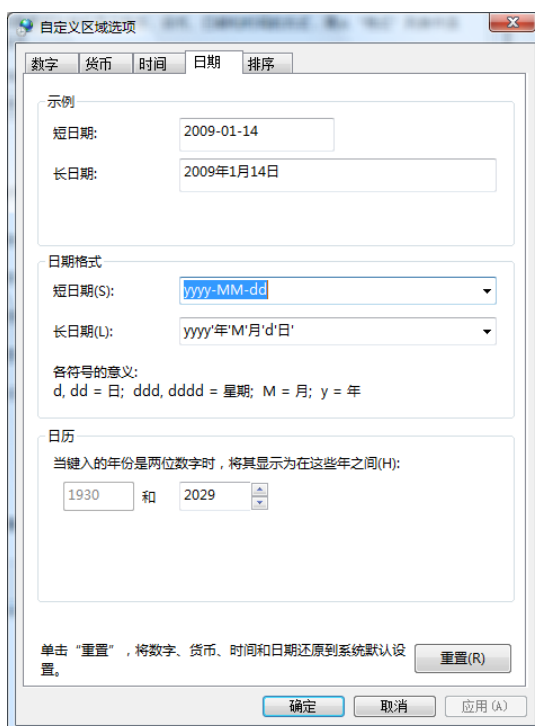 自定义区域选项
数字 货币 时间 日期 排序
示例
短日期: 2009-01-14
长日期: 2009年1月14日
日期格式
短日期(S): yyyy-MM-dd
长日期(L): yyyy'年'M'月'd'日'
各符号的意义:
d, dd = 日; ddd, dddd = 星期; M = 月; y = 年
日历
当键入的年份是两位数字时，将其显示为在这些年之间(H):
1930 和 2029
单击“重置”，将数字、货币、时间和日期还原到系统默认设
置。
重置(R)
确定 取消 应用(A)